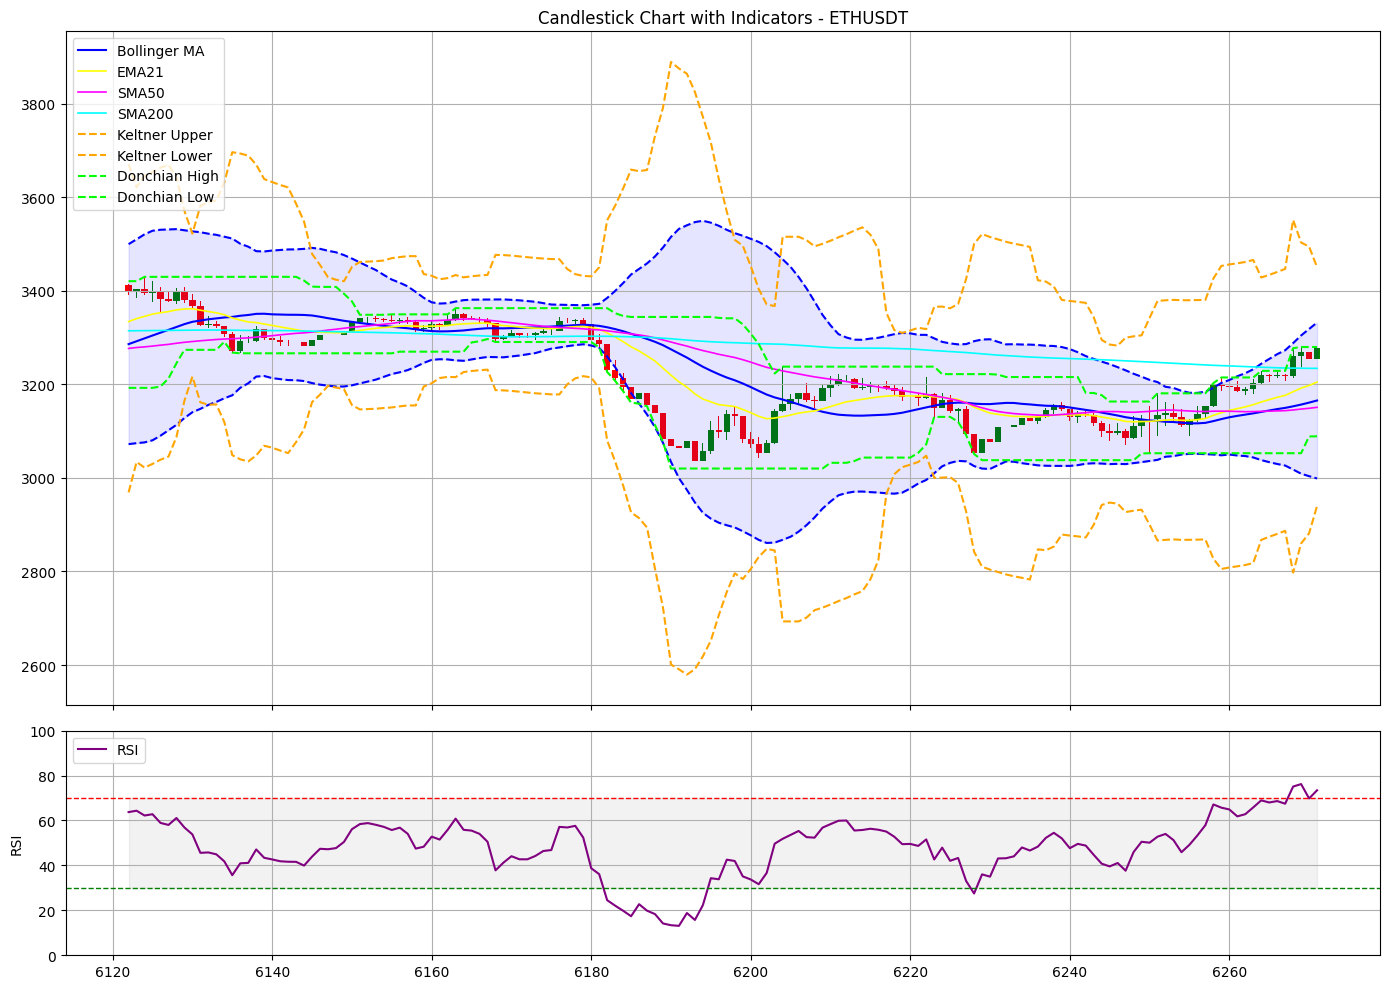 Candlestick Chart with Indicators - ETHUSDT
Bollinger MA
EMA21
SMA50
SMA200
Keltner Upper
Keltner Lower
Donchian High
Donchian Low
3800
3600
3400
3200
3000
2800
2600
RSI
100
80
60
40
20
0
RSI
6120 6140 6160 6180 6200 6220 6240 6260